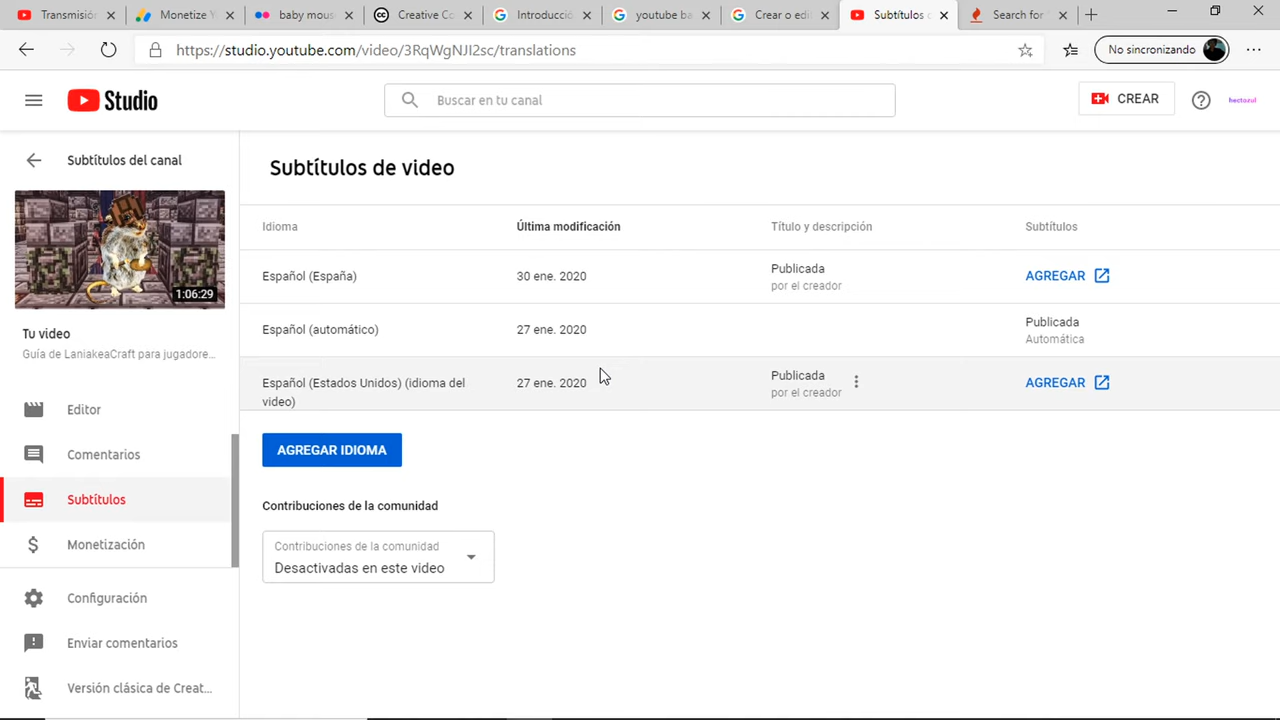 Transmisión
Monetize Y
baby mous
Creative Co
Introducció
youtube ba
Crear o edi
Subtítulos
Search for
https://studio.youtube.com/video/3RqWgNJI2sc/translations
No sincronizando
Studio
Buscar en tu canal
CREAR
hectozul
Subtítulos del canal
1:06:29
Tu video
Guía de LaniakeaCraft para jugadore...
Editor
Comentarios
Subtítulos
Monetización
Configuración
Enviar comentarios
Versión clásica de Creat...
Subtítulos de video
Idioma Última modificación Título y descripción Subtítulos
Español (España) 30 ene. 2020 Publicada AGREGAR
por el creador
Español (automático) 27 ene. 2020 Publicada
Automática
Español (Estados Unidos) (idioma del 27 ene. 2020 Publicada AGREGAR
video) por el creador
AGREGAR IDIOMA
Contribuciones de la comunidad
Contribuciones de la comunidad
Desactivadas en este video